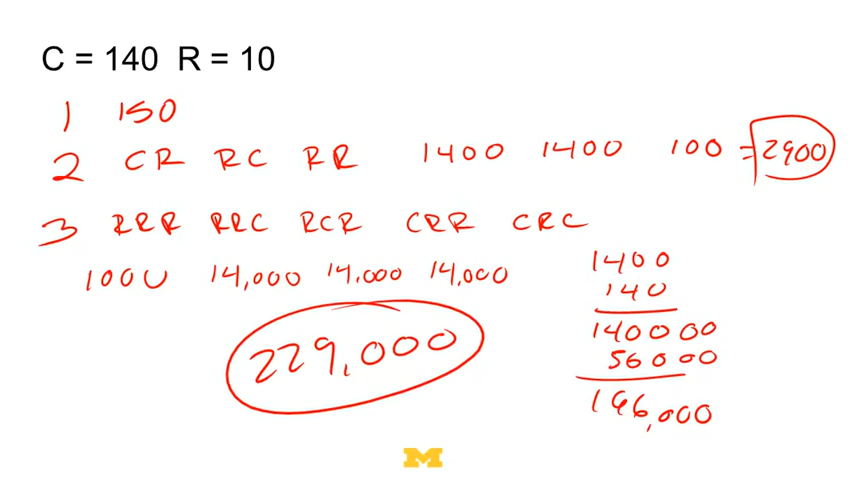 C = 140 R = 10
1 150
2 CR RC RR 1400 1400 100 = 2900
3 RRR RRC RCR CRR CRC
1000 14,000 14,000 14,000
1400
140
140000
56000
196,000
229,000
M